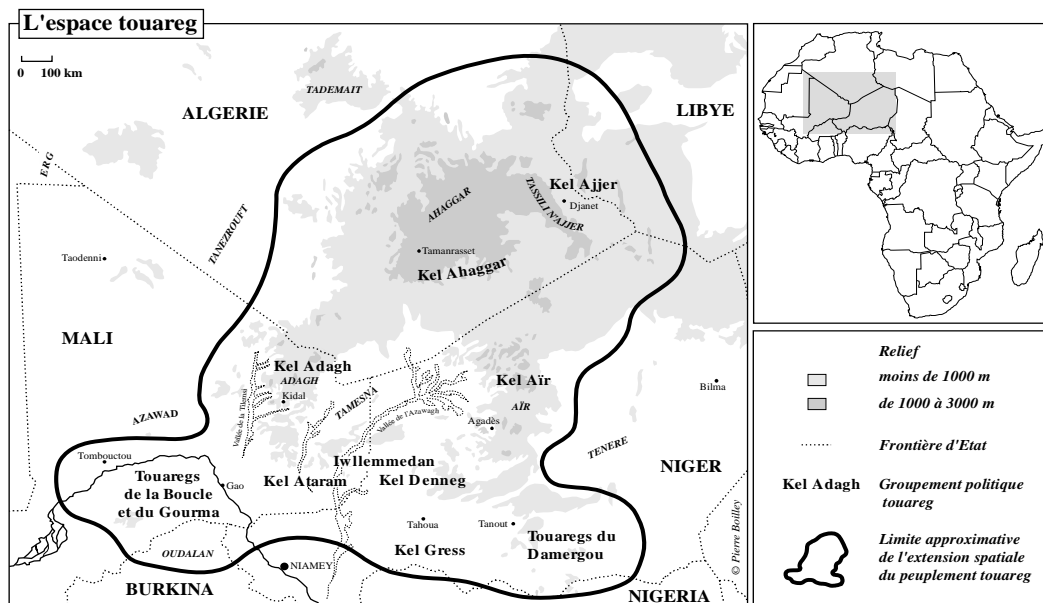 L'espace touareg
0 100 km
TADEMAIT
ALGERIE
LIBYE
ERG
TANEZROUFT
AHAGGAR
Kel Ajjer
Djanet
TASSILI N'AJJER
Taodenni
Tamanrasset
Kel Ahaggar
MALI
Kel Adagh
ADAGH
Kidal
Vallée de la Tilemsi
TAMESNA
Vallée de l'Azawagh
Kel Aïr
AÏR
Agadès
Bilma
AZAWAD
TENERE
NIGER
Tombouctou
Touaregs
de la Boucle
et du Gourma
Gao
Kel Ataram
Iwllemmedan
Kel Denneg
Tahoua
Tanout
Touaregs du
Damergou
Kel Gress
OUDALAN
NIAMEY
BURKINA
NIGERIA
© Pierre Boilley
Relief
moins de 1000 m
de 1000 à 3000 m
Frontière d'Etat
Kel Adagh Groupement politique
touareg
Limite approximative
de l'extension spatiale
du peuplement touareg